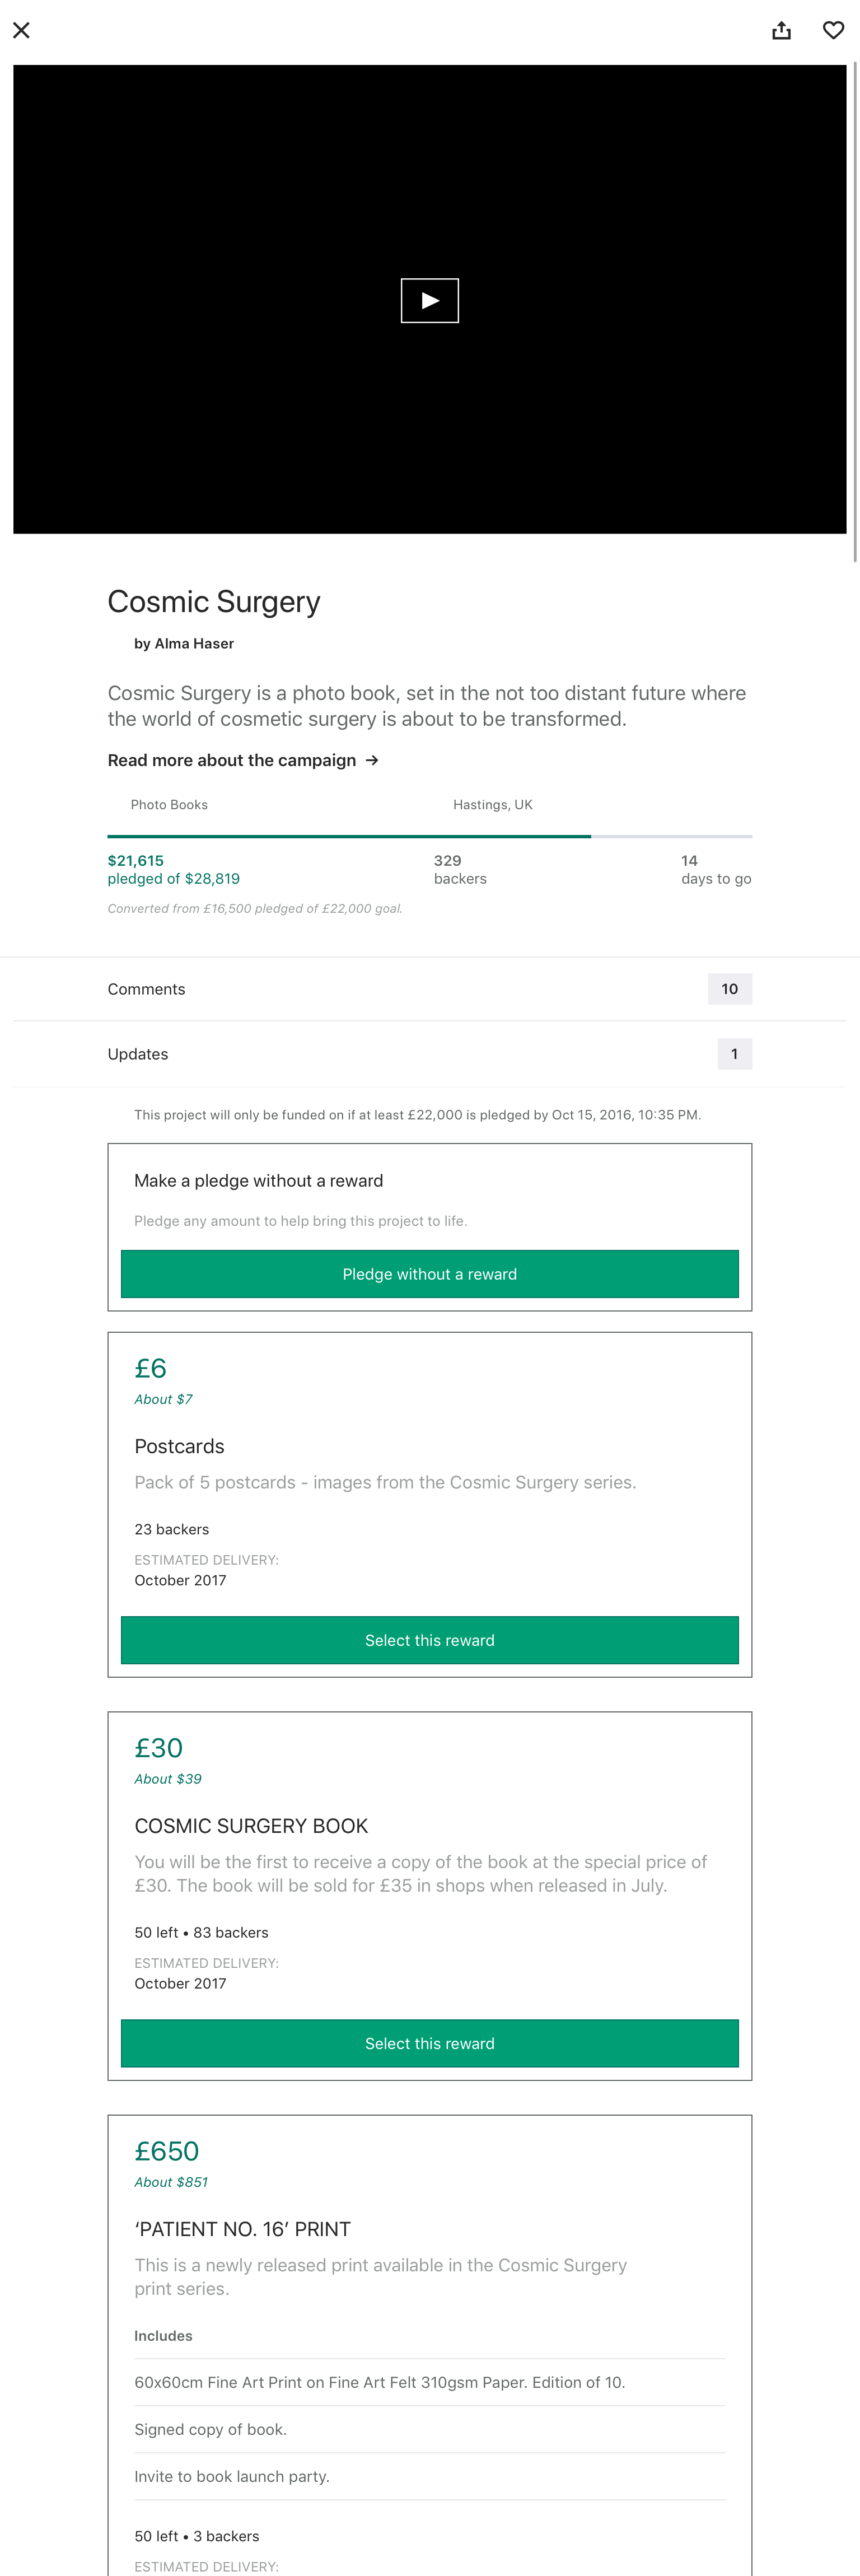 Cosmic Surgery
by Alma Haser
Cosmic Surgery is a photo book, set in the not too distant future where
the world of cosmetic surgery is about to be transformed.
Read more about the campaign →
Photo Books
Hastings, UK
$21,615
pledged of $28,819
329
backers
14
days to go
Converted from £16,500 pledged of £22,000 goal.
Comments
10
Updates
1
This project will only be funded on if at least £22,000 is pledged by Oct 15, 2016, 10:35 PM.
Make a pledge without a reward
Pledge any amount to help bring this project to life.
Pledge without a reward
£6
About $7
Postcards
Pack of 5 postcards - images from the Cosmic Surgery series.
23 backers
ESTIMATED DELIVERY:
October 2017
Select this reward
£30
About $39
COSMIC SURGERY BOOK
You will be the first to receive a copy of the book at the special price of
£30. The book will be sold for £35 in shops when released in July.
50 left • 83 backers
ESTIMATED DELIVERY:
October 2017
Select this reward
£650
About $851
‘PATIENT NO. 16’ PRINT
This is a newly released print available in the Cosmic Surgery
print series.
Includes
60x60cm Fine Art Print on Fine Art Felt 310gsm Paper. Edition of 10.
Signed copy of book.
Invite to book launch party.
50 left • 3 backers
ESTIMATED DELIVERY: